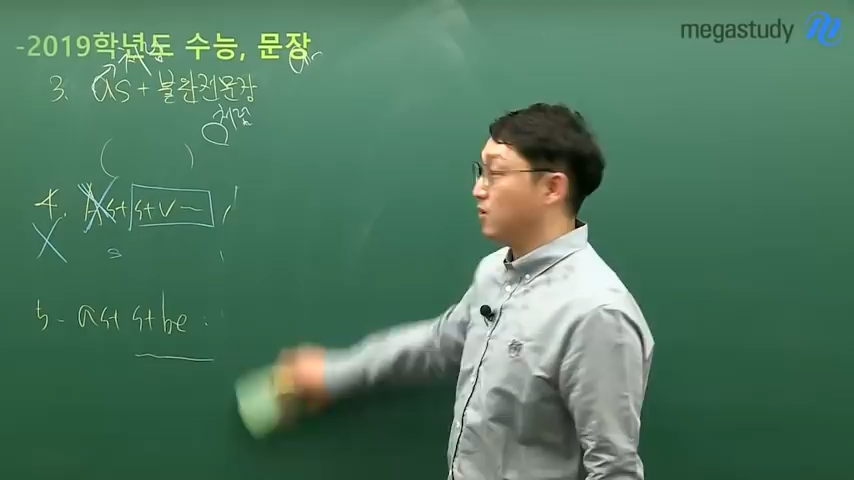 -2019학년도 수능, 문장
megastudy
3. as + 불완전문장
( )
4. As+ s+v~ ,
s
5- as+ s+be